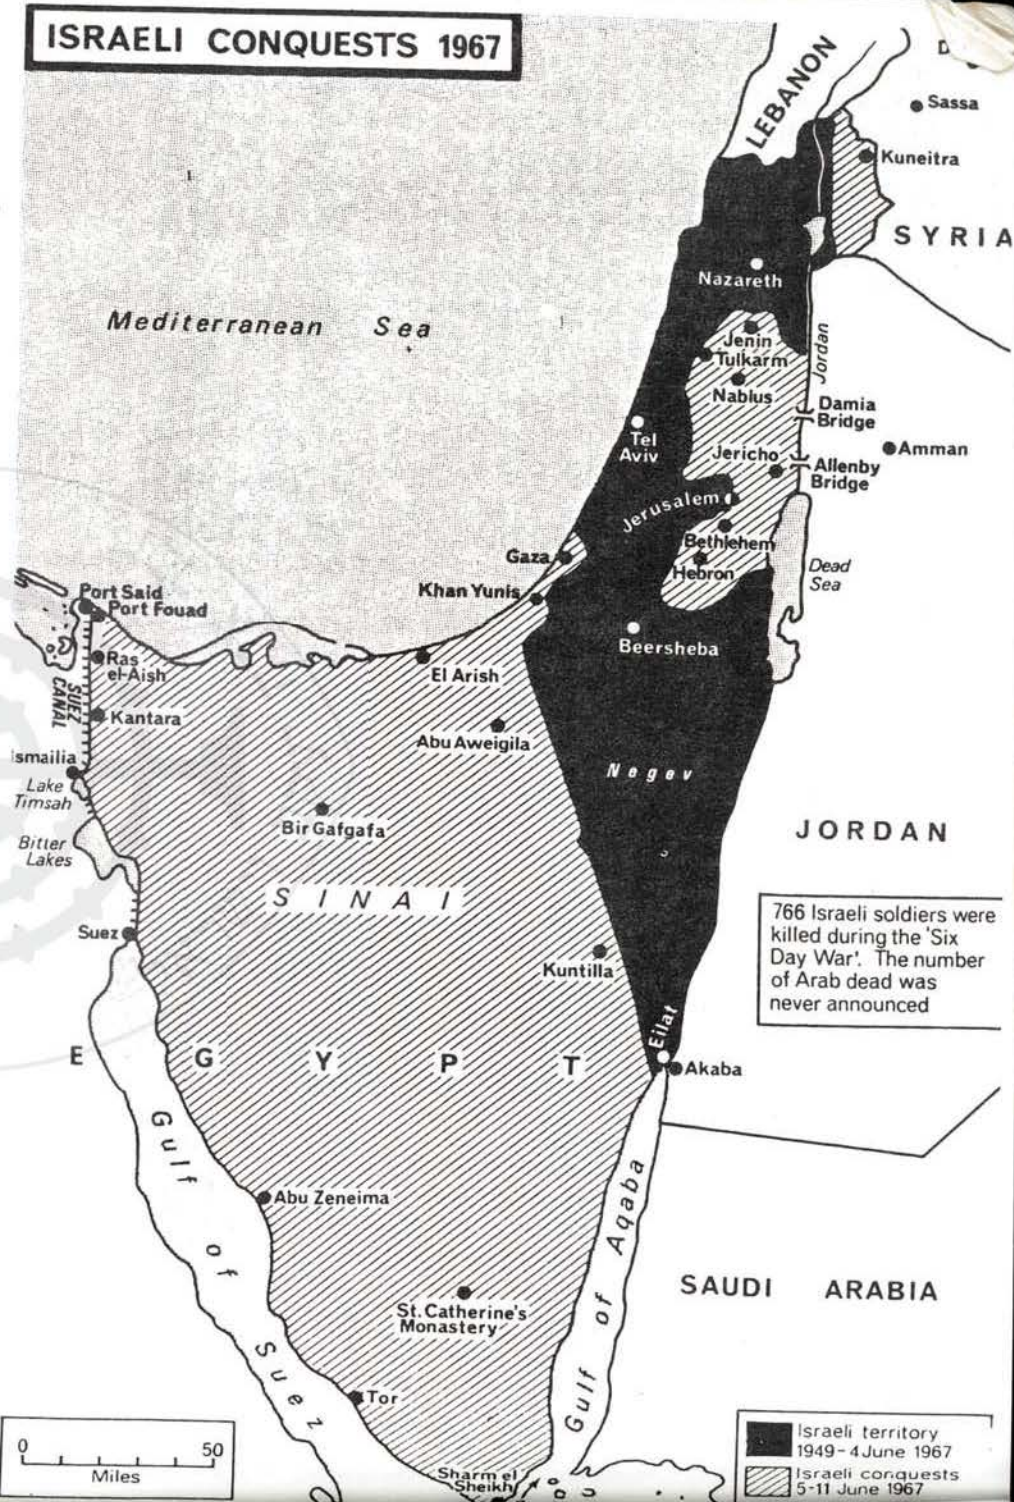 ISRAELI CONQUESTS 1967
LEBANON
Sassa
Kuneitra
SYRIA
Nazareth
Mediterranean Sea
Jenin
Tulkarm
Nablus
Jordan
Damia
Bridge
Tel
Aviv
Jericho
Amman
Allenby
Bridge
Jerusalem
Bethlehem
Hebron
Dead
Sea
Gaza
Khan Yunis
Port Said
Port Fouad
Beersheba
Ras
el-Aish
El Arish
SUEZ
CANAL
Kantara
Abu Aweigila
Ismailia
Lake
Timsah
Negev
Bir Gafgafa
Bitter
Lakes
JORDAN
SINAI
766 Israeli soldiers were
killed during the 'Six
Day War'. The number
of Arab dead was
never announced
Suez
Kuntilla
Eilat
EGYPT
Akaba
Gulf of Suez
Gulf of Aqaba
Abu Zeneima
SAUDI ARABIA
St. Catherine's
Monastery
Tor
0 50
Miles
Sharm el
Sheikh
Israeli territory
1949-4 June 1967
Israeli conquests
5-11 June 1967